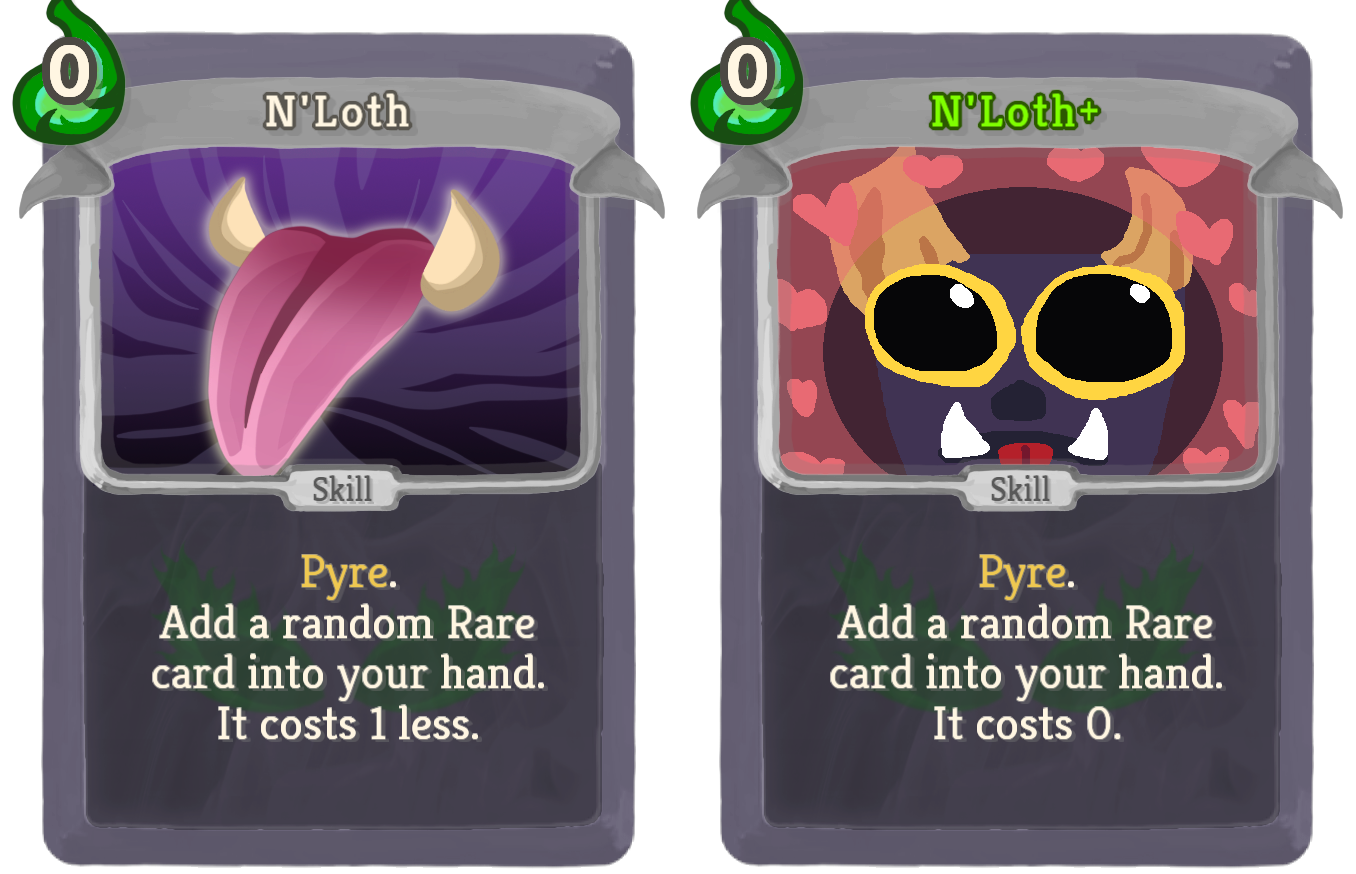 0
N'Loth
Skill
Pyre.
Add a random Rare
card into your hand.
It costs 1 less.
0
N'Loth+
Skill
Pyre.
Add a random Rare
card into your hand.
It costs 0.